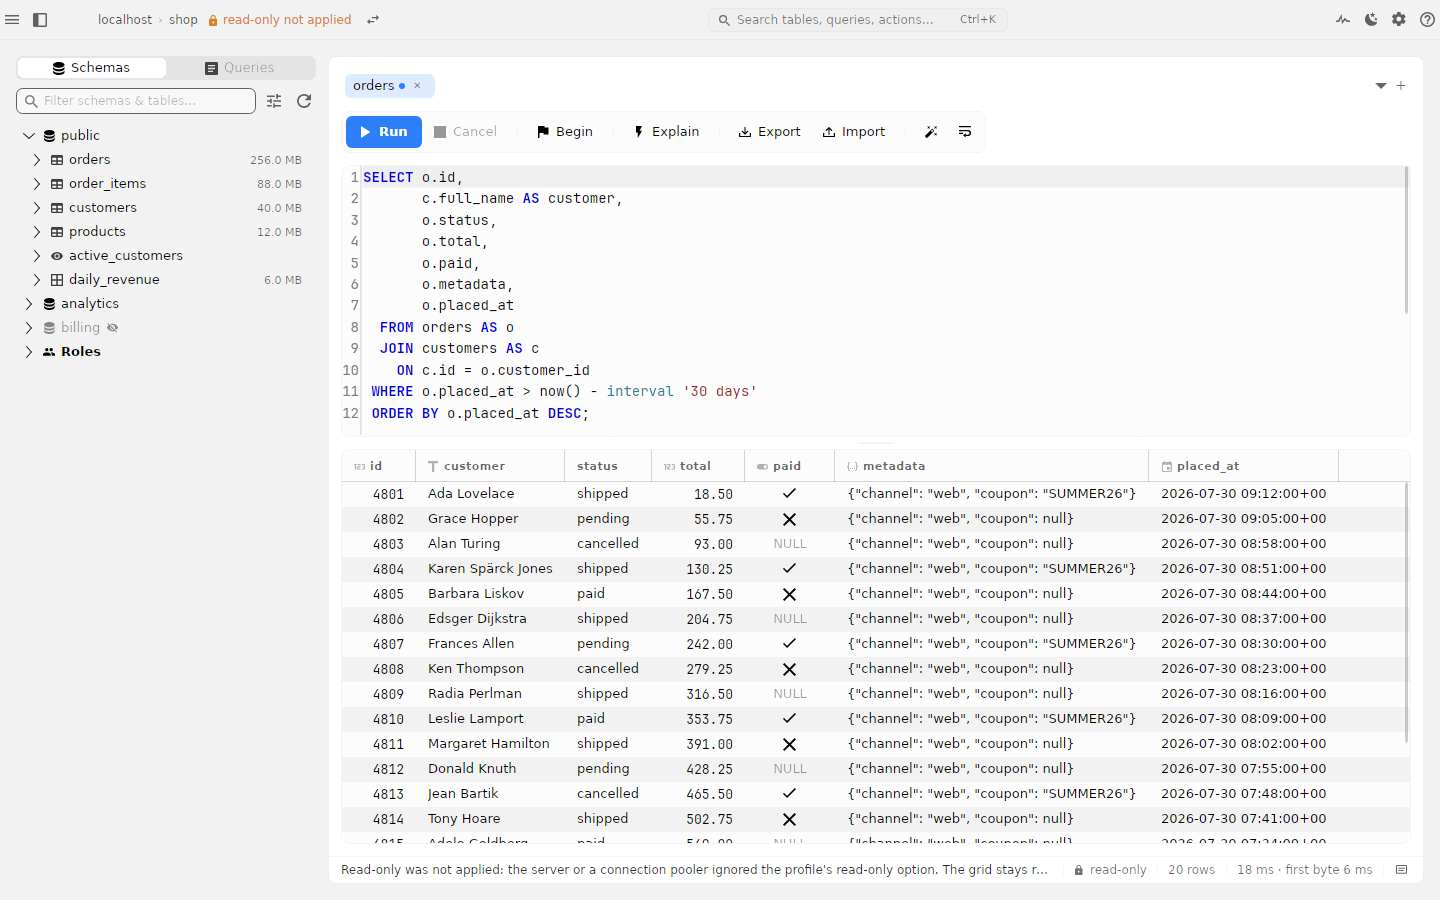 localhost › shop read-only not applied
Search tables, queries, actions... Ctrl+K
Schemas Queries
Filter schemas & tables...
public
orders 256.0 MB
order_items 88.0 MB
customers 40.0 MB
products 12.0 MB
active_customers
daily_revenue 6.0 MB
analytics
billing
Roles
orders
Run Cancel Begin Explain Export Import
1 SELECT o.id,
2 c.full_name AS customer,
3 o.status,
4 o.total,
5 o.paid,
6 o.metadata,
7 o.placed_at
8 FROM orders AS o
9 JOIN customers AS c
10 ON c.id = o.customer_id
11 WHERE o.placed_at > now() - interval '30 days'
12 ORDER BY o.placed_at DESC;
123 id customer status 123 total paid {..} metadata placed_at
4801 Ada Lovelace shipped 18.50 {"channel": "web", "coupon": "SUMMER26"} 2026-07-30 09:12:00+00
4802 Grace Hopper pending 55.75 {"channel": "web", "coupon": null} 2026-07-30 09:05:00+00
4803 Alan Turing cancelled 93.00 NULL {"channel": "web", "coupon": null} 2026-07-30 08:58:00+00
4804 Karen Spärck Jones shipped 130.25 {"channel": "web", "coupon": "SUMMER26"} 2026-07-30 08:51:00+00
4805 Barbara Liskov paid 167.50 {"channel": "web", "coupon": null} 2026-07-30 08:44:00+00
4806 Edsger Dijkstra shipped 204.75 NULL {"channel": "web", "coupon": null} 2026-07-30 08:37:00+00
4807 Frances Allen pending 242.00 {"channel": "web", "coupon": "SUMMER26"} 2026-07-30 08:30:00+00
4808 Ken Thompson cancelled 279.25 {"channel": "web", "coupon": null} 2026-07-30 08:23:00+00
4809 Radia Perlman shipped 316.50 NULL {"channel": "web", "coupon": null} 2026-07-30 08:16:00+00
4810 Leslie Lamport paid 353.75 {"channel": "web", "coupon": "SUMMER26"} 2026-07-30 08:09:00+00
4811 Margaret Hamilton shipped 391.00 {"channel": "web", "coupon": null} 2026-07-30 08:02:00+00
4812 Donald Knuth pending 428.25 NULL {"channel": "web", "coupon": null} 2026-07-30 07:55:00+00
4813 Jean Bartik cancelled 465.50 {"channel": "web", "coupon": "SUMMER26"} 2026-07-30 07:48:00+00
4814 Tony Hoare shipped 502.75 {"channel": "web", "coupon": null} 2026-07-30 07:41:00+00
Read-only was not applied: the server or a connection pooler ignored the profile's read-only option. The grid stays r... read-only 20 rows 18 ms · first byte 6 ms